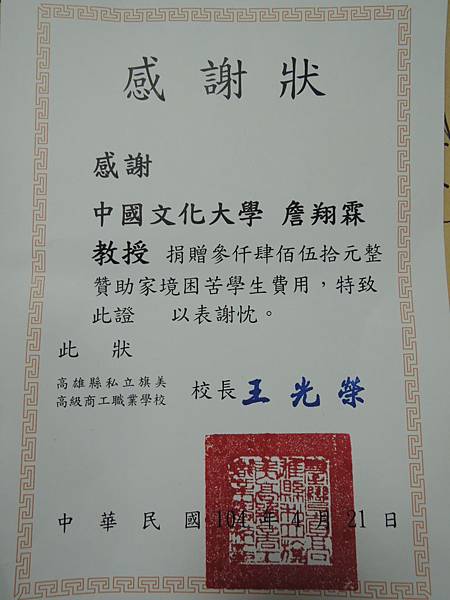 感謝狀
感謝
中國文化大學 詹翔霖
教授 捐贈參仟肆佰伍拾元整
贊助家境困苦學生費用,特致
此證 以表謝忱。
此狀
高雄縣私立旗美
高級商工職業學校
校長 王光榮
中華民國104年4月21日